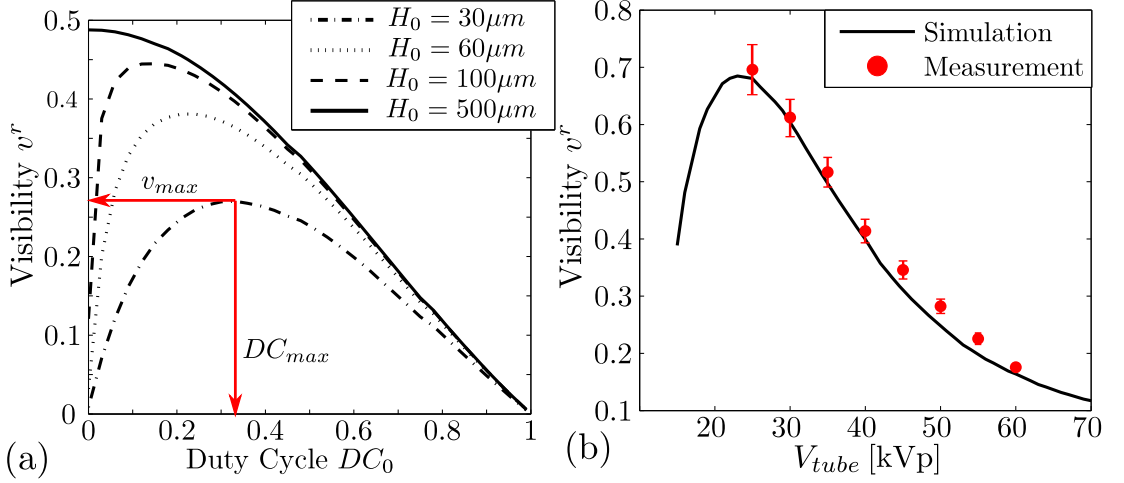 Visibility v^r
0.5
0.4
0.3
0.2
0.1
0
0
0.2
0.4
0.6
0.8
1
Duty Cycle DC_0
(a)
H_0 = 30μm
H_0 = 60μm
H_0 = 100μm
H_0 = 500μm
v_max
DC_max
Visibility v^r
0.8
0.7
0.6
0.5
0.4
0.3
0.2
0.1
20
30
40
50
60
70
V_tube [kVp]
(b)
Simulation
Measurement